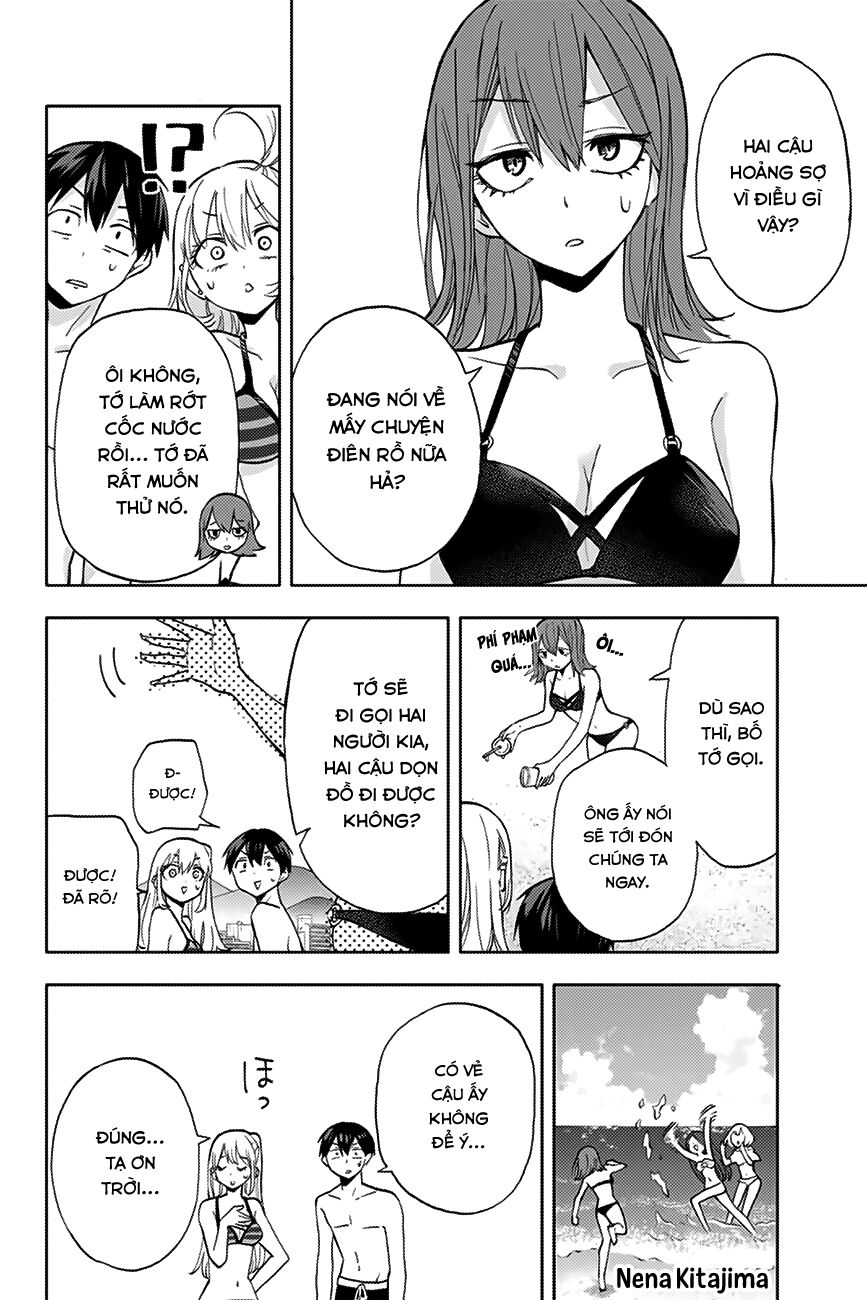 HAI CẬU
HOẢNG SỢ
VÌ ĐIỀU GÌ
VẬY?
ĐANG NÓI VỀ
MẤY CHUYỆN
ĐIÊN RỒ NỮA
HẢ?
!?
ÔI KHÔNG,
TỚ LÀM RỚT
CỐC NƯỚC
RỒI... TỚ ĐÃ
RẤT MUỐN
THỬ NÓ.
ÔI...
PHÍ PHẠM
QUÁ...
DÙ SAO
THÌ, BỐ
TỚ GỌI.
ÔNG ẤY NÓI
SẼ TỚI ĐÓN
CHÚNG TA
NGAY.
TỚ SẼ
ĐI GỌI HAI
NGƯỜI KIA,
HAI CẬU DỌN
ĐỒ ĐI ĐƯỢC
KHÔNG?
Đ-
ĐƯỢC!
ĐƯỢC!
ĐÃ RÕ!
Nena Kitajima
CÓ VẺ
CẬU ẤY
KHÔNG
ĐỂ Ý...
ほっ
ĐÚNG...
TẠ ƠN
TRỜI...